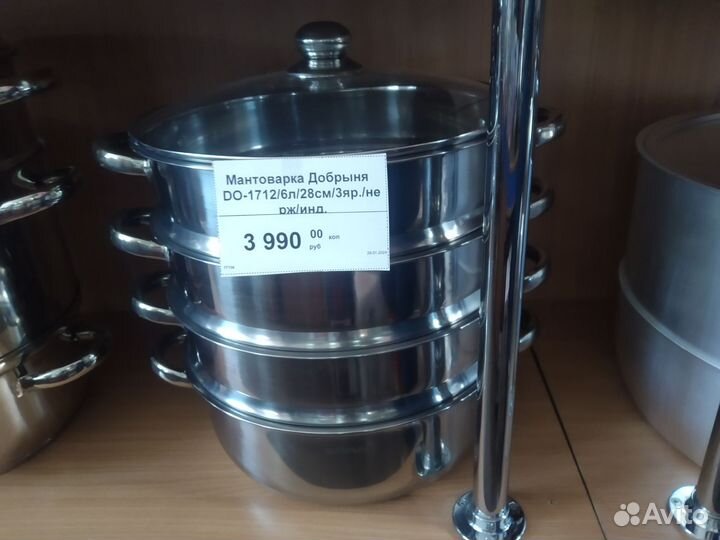 Мантоварка Добрыня
DO-1712/6л/28см/3яр./не
рж/инд.
3 990 00 коп
руб
Avito